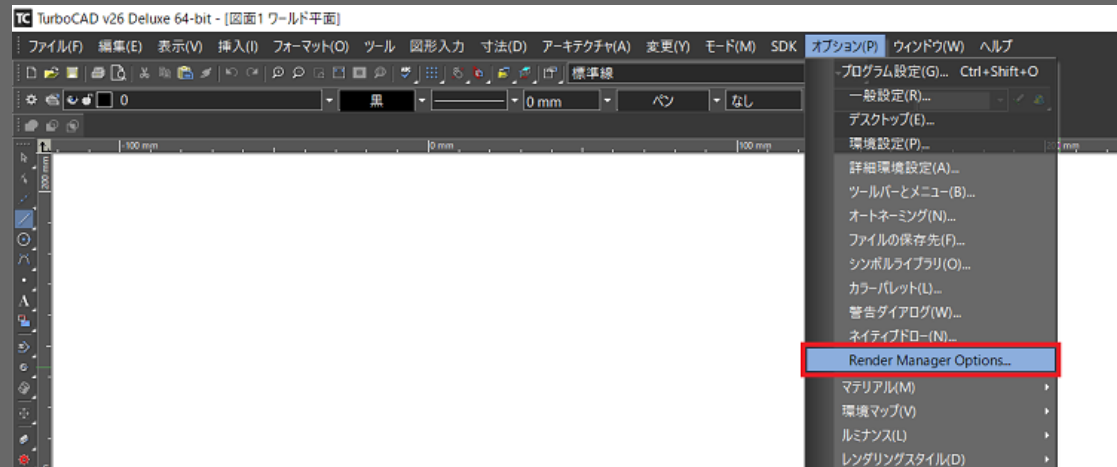 TC TurboCAD v26 Deluxe 64-bit - [図面1 ワールド平面]
ファイル(F) 編集(E) 表示(V) 挿入(I) フォーマット(O) ツール 図形入力 寸法(D) アーキテクチャ(A) 変更(Y) モード(M) SDK オプション(P) ウィンドウ(W) ヘルプ
標準線
0 黒 0 mm ペン なし
-100 mm 0 mm 100 mm 200 mm
200 mm
A
プログラム設定(G)... Ctrl+Shift+O
一般設定(R)...
デスクトップ(E)...
環境設定(P)...
詳細環境設定(A)...
ツールバーとメニュー(B)...
オートネーミング(N)...
ファイルの保存先(F)...
シンボルライブラリ(O)...
カラーパレット(L)...
警告ダイアログ(W)...
ネイティブドロー(N)...
Render Manager Options...
マテリアル(M)
環境マップ(V)
ルミナンス(L)
レンダリングスタイル(D)